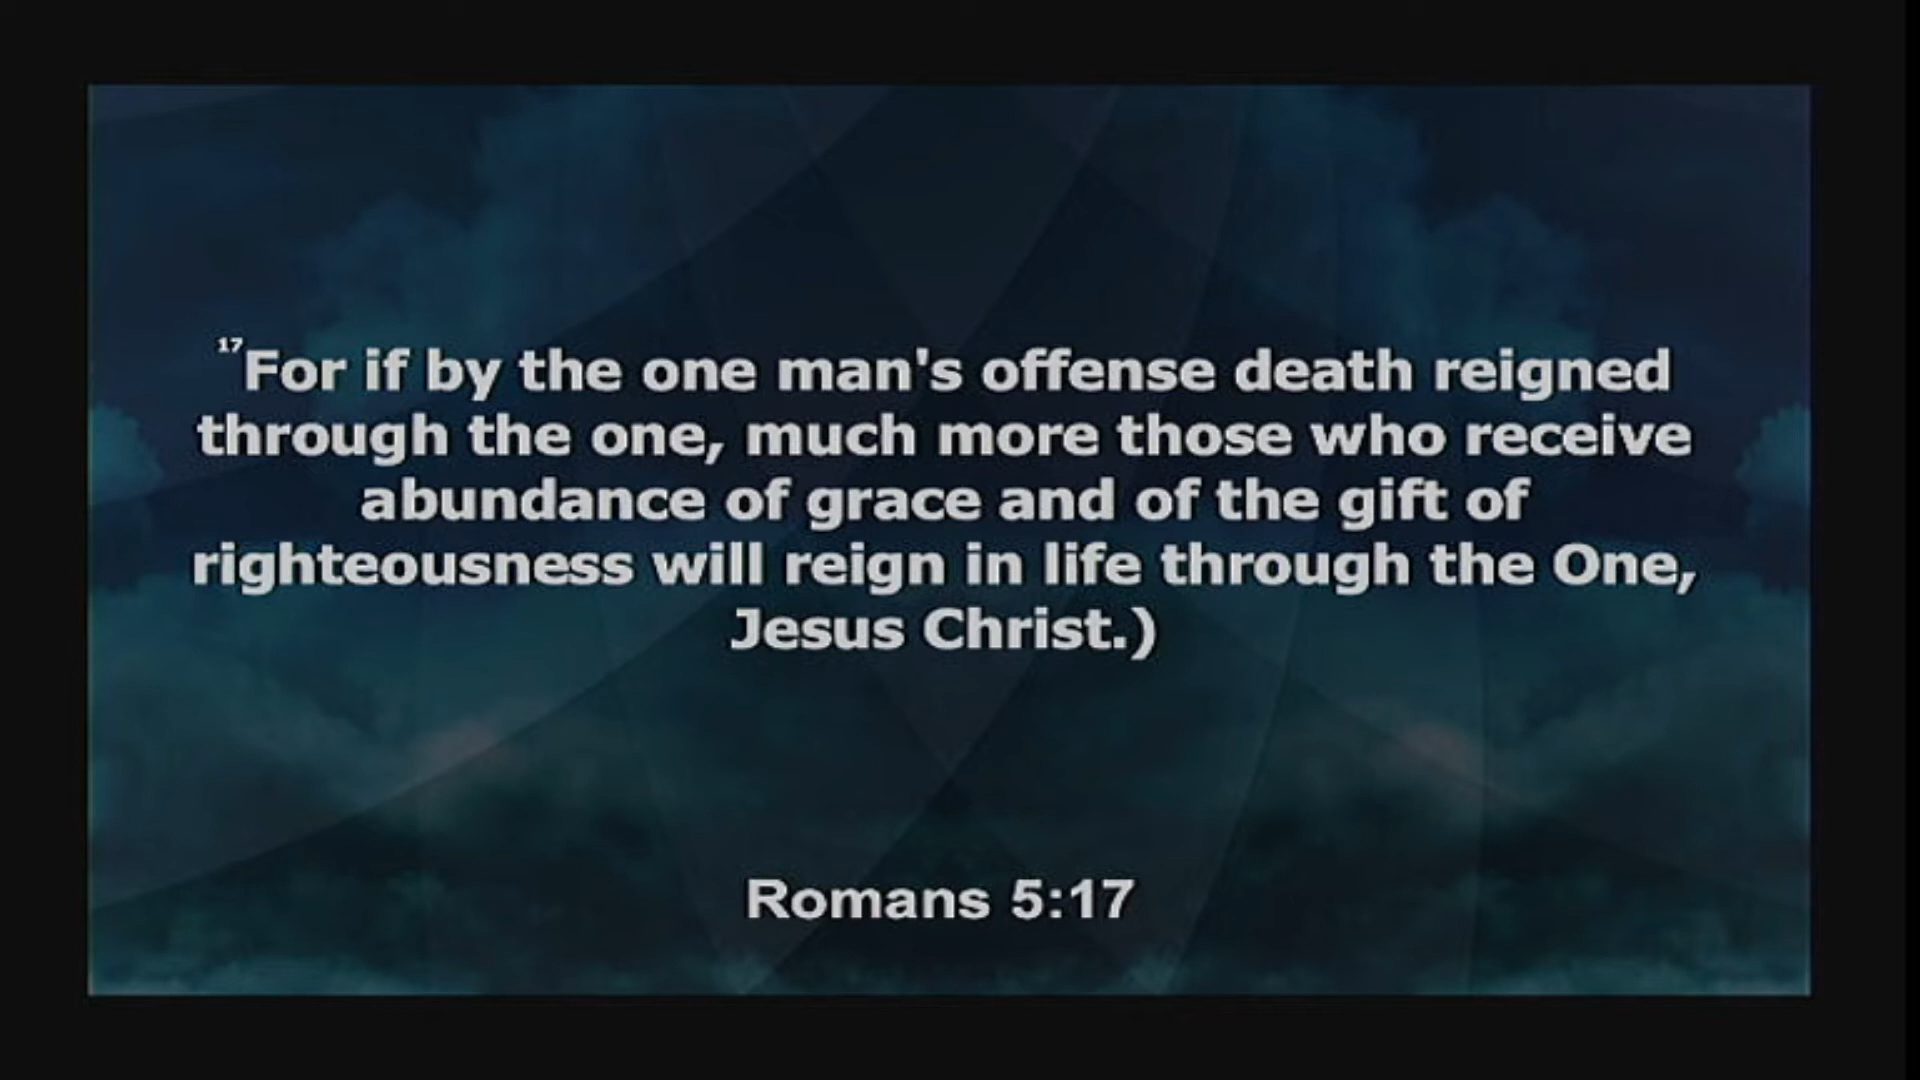 17For if by the one man's offense death reigned
through the one, much more those who receive
abundance of grace and of the gift of
righteousness will reign in life through the One,
Jesus Christ.)
Romans 5:17